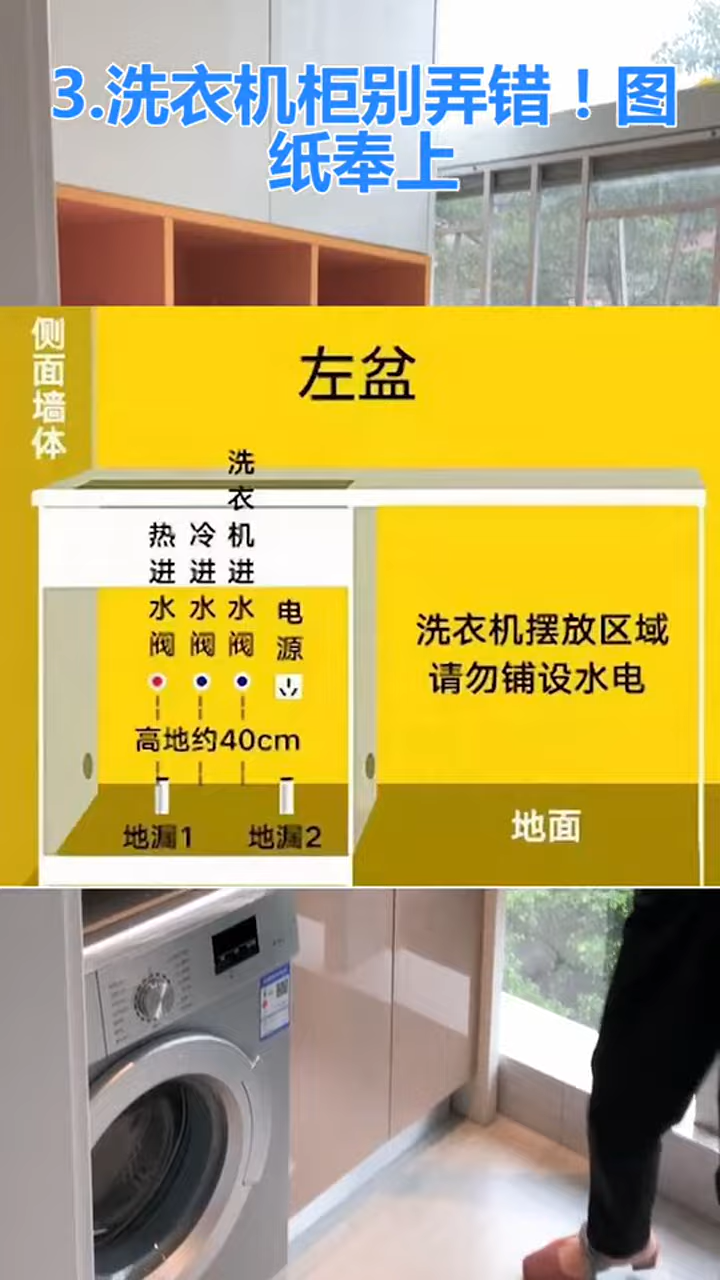 3.洗衣机柜别弄错！图
纸奉上
侧面墙体
左盆
热进水阀
冷进水阀
洗衣机进水阀
电源
洗衣机摆放区域
请勿铺设水电
高地约40cm
地漏1
地漏2
地面